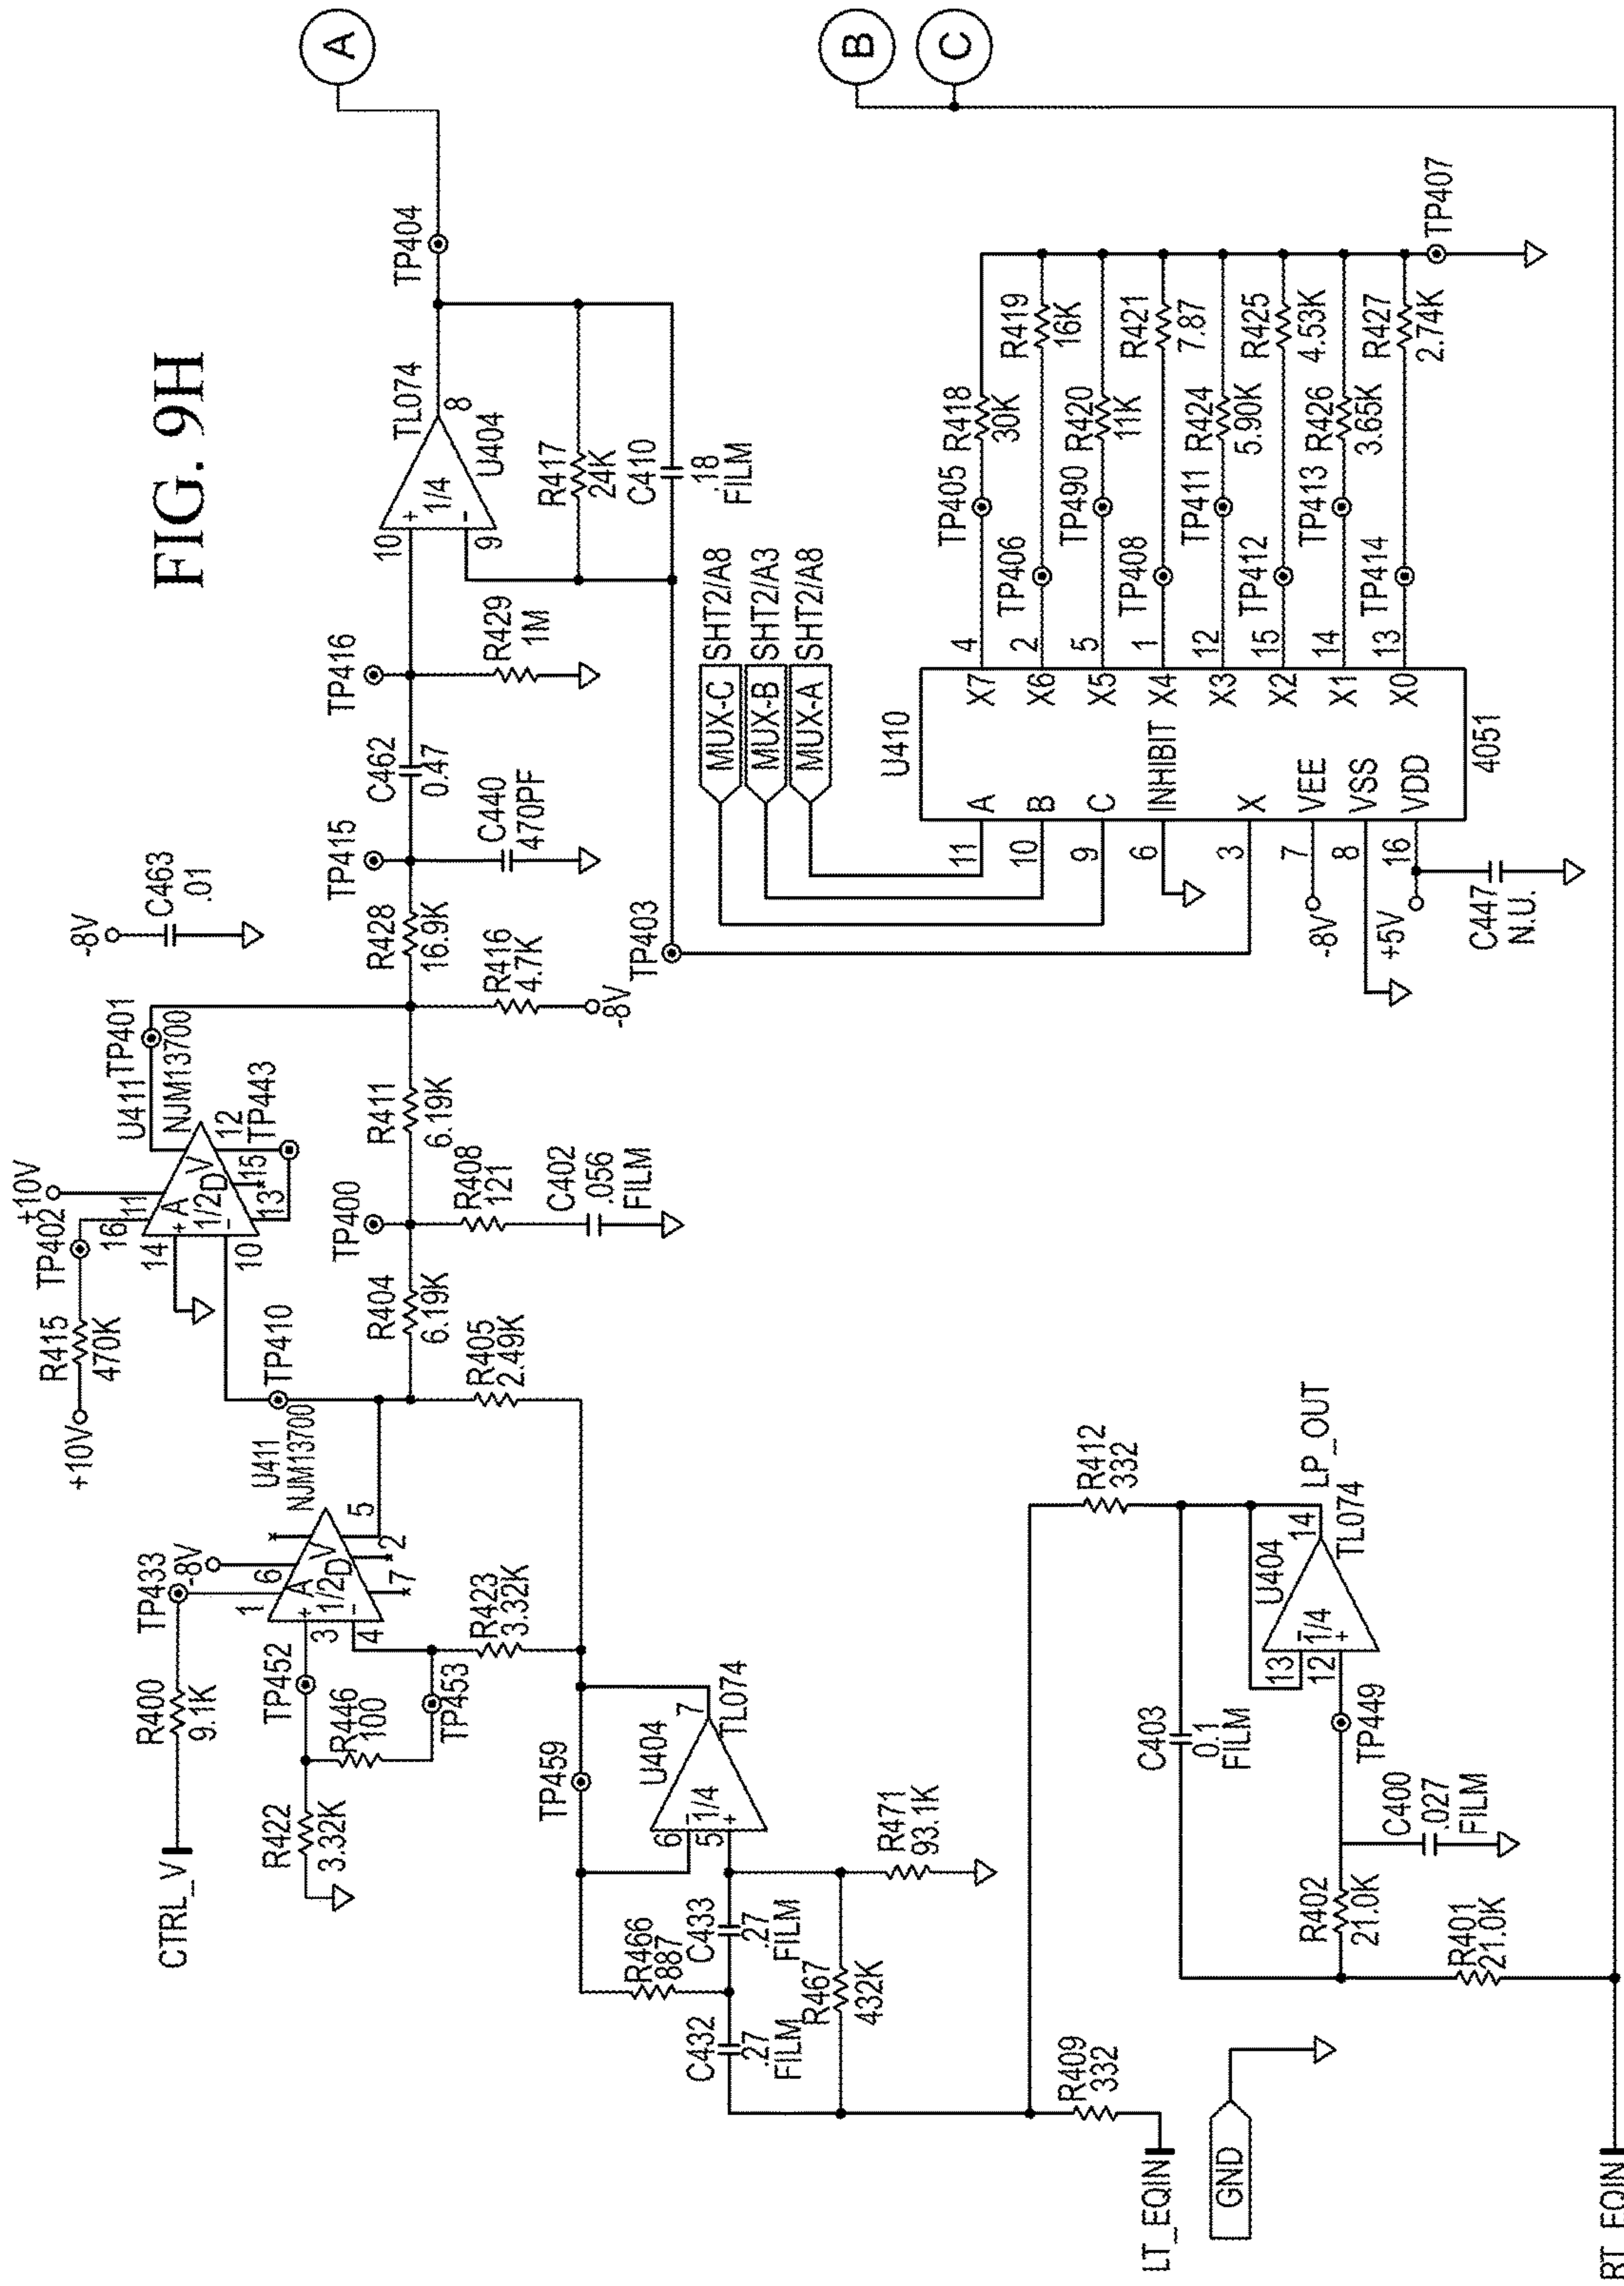 FIG. 9H
A
B
C
TP404
TL074
8
U404
1/4
+
-
10
9
R417
24K
C410
.18
FILM
TP416
R429
1M
C462
0.47
TP415
C440
470PF
-8V
C463
.01
R428
16.9K
R416
4.7K
-8V
TP403
TP401
U411
NJM13700
12
TP443
15
13
V
D
A
1/2
+
-
11
16
14
10
+10V
TP402
R415
470K
+10V
R411
6.19K
TP400
R408
121
C402
.056
FILM
R404
6.19K
R405
2.49K
TP410
U411
NJM13700
5
2
7
V
D
A
1/2
+
-
6
1
3
4
-8V
TP433
R400
9.1K
CTRL_V
TP452
R446
100
TP453
R422
3.32K
R423
3.32K
TP459
U404
7
TL074
1/4
-
+
6
5
R471
93.1K
R466
887
C433
.27
FILM
C432
.27
FILM
R467
432K
R409
332
LT_EQIN
GND
RT_EQIN
R412
332
LP_OUT
TL074
14
U404
1/4
-
+
13
12
C403
0.1
FILM
TP449
C400
.027
FILM
R402
21.0K
R401
21.0K
MUX-C SHT2/A8
MUX-B SHT2/A3
MUX-A SHT2/A8
U410
4051
A
B
C
INHIBIT
X
VEE
VSS
VDD
11
10
9
6
3
7
8
16
-8V
+5V
C447
N.U.
X7
X6
X5
X4
X3
X2
X1
X0
4
2
5
1
12
15
14
13
TP405
R418
30K
TP406
R419
16K
TP490
R420
11K
TP408
R421
7.87
TP411
R424
5.90K
TP412
R425
4.53K
TP413
R426
3.65K
TP414
R427
2.74K
TP407